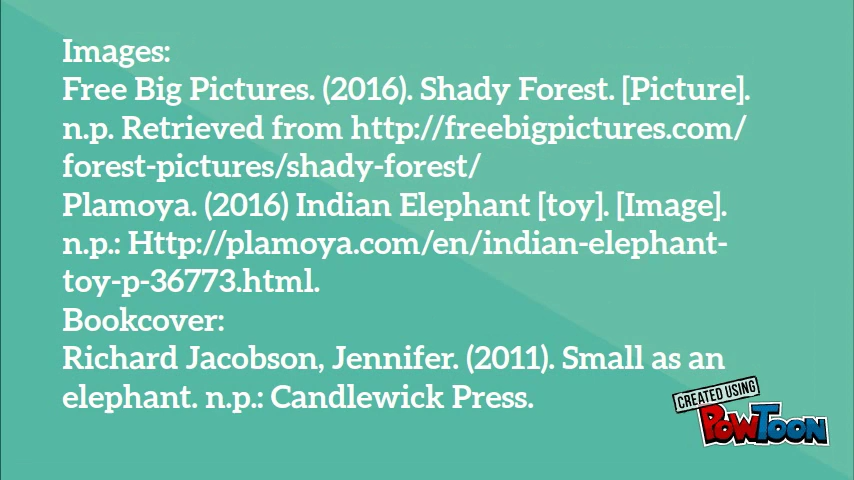 Images:
Free Big Pictures. (2016). Shady Forest. [Picture].
n.p. Retrieved from http://freebigpictures.com/
forest-pictures/shady-forest/
Plamoya. (2016) Indian Elephant [toy]. [Image].
n.p.: Http://plamoya.com/en/indian-elephant-
toy-p-36773.html.
Bookcover:
Richard Jacobson, Jennifer. (2011). Small as an
elephant. n.p.: Candlewick Press.
CREATED USING
POWTOON